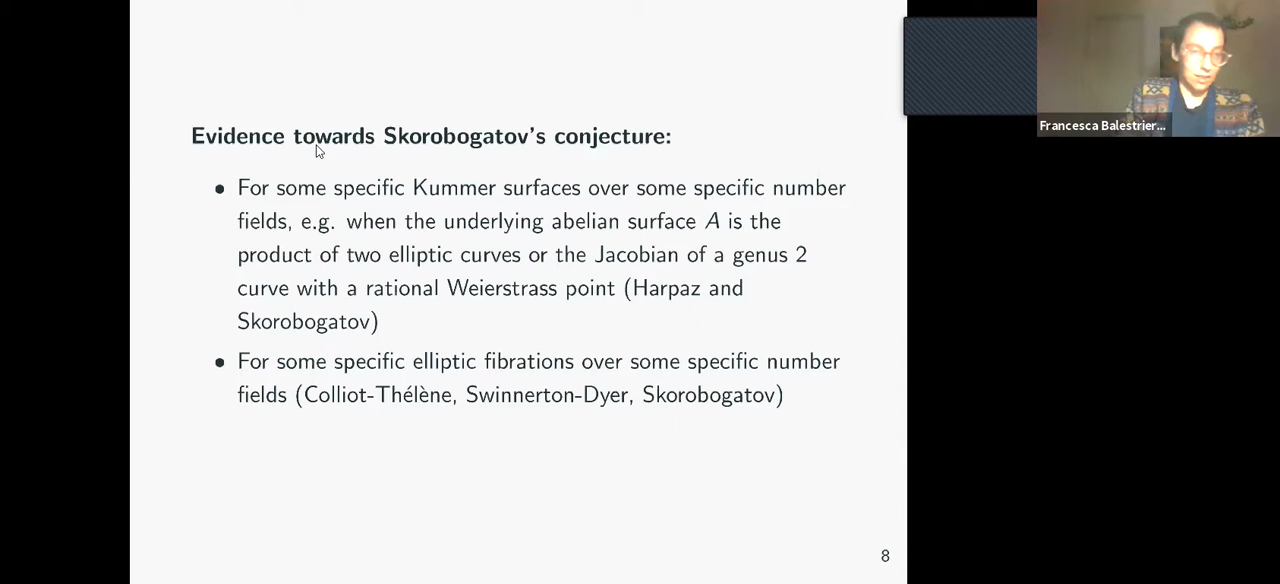 Evidence towards Skorobogatov's conjecture:
• For some specific Kummer surfaces over some specific number
fields, e.g. when the underlying abelian surface A is the
product of two elliptic curves or the Jacobian of a genus 2
curve with a rational Weierstrass point (Harpaz and
Skorobogatov)
• For some specific elliptic fibrations over some specific number
fields (Colliot-Thélène, Swinnerton-Dyer, Skorobogatov)
8
Francesca Balestrier...